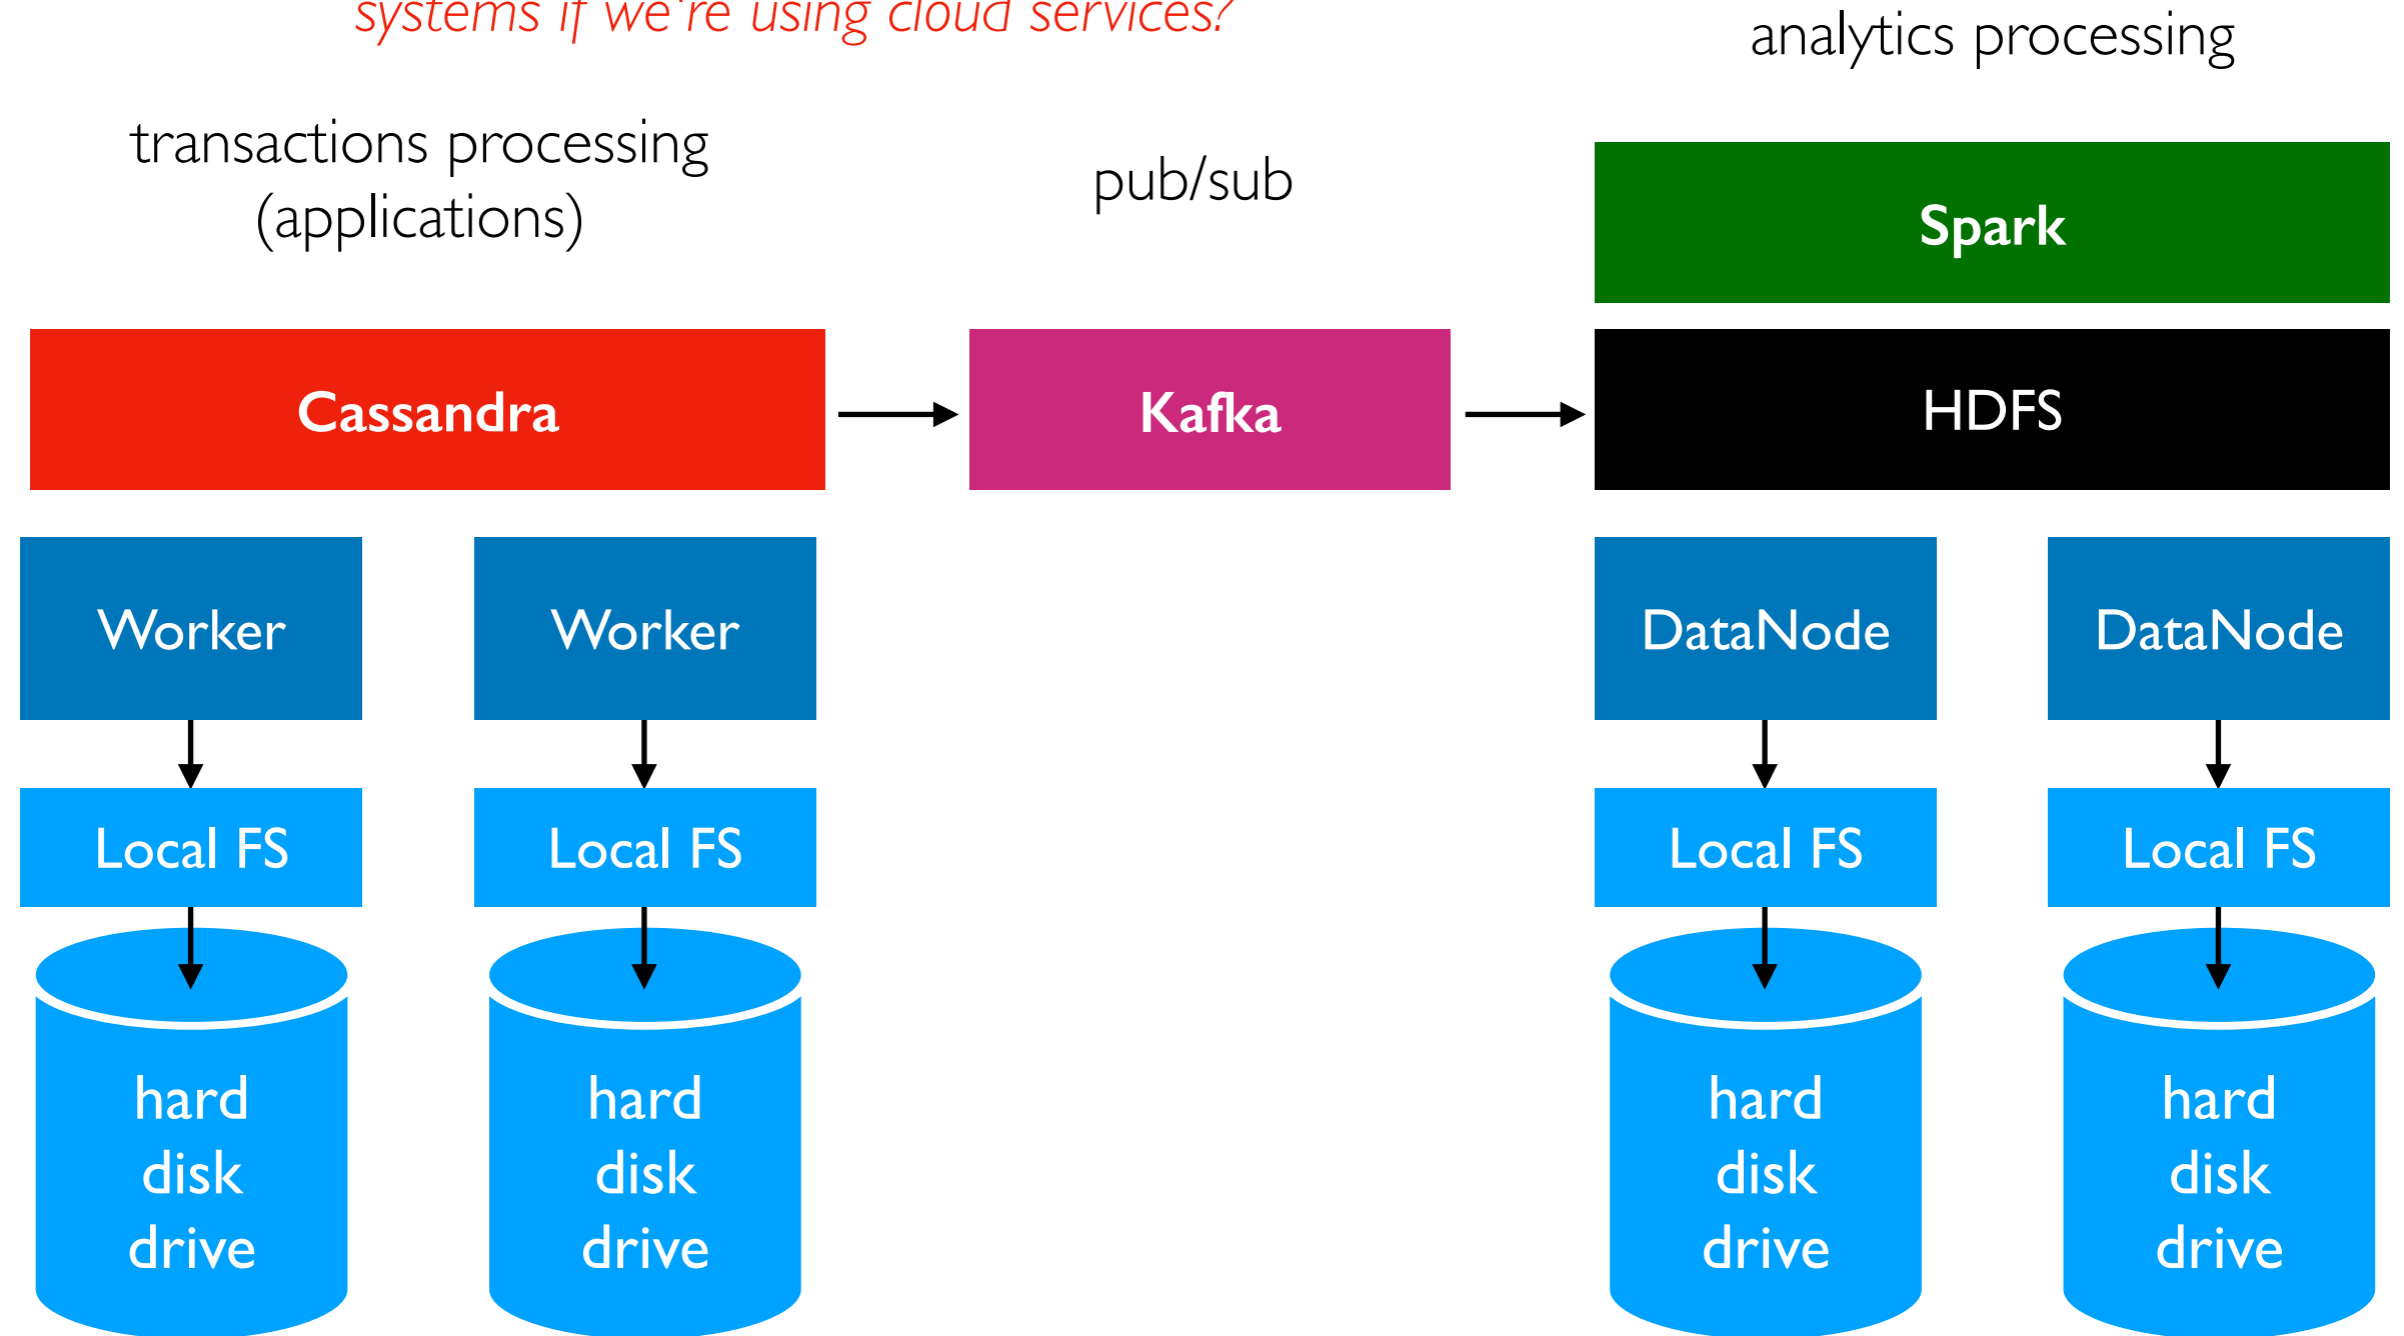 systems if we're using cloud services?
analytics processing
transactions processing
(applications)
pub/sub
Spark
Cassandra
Kafka
HDFS
Worker
Worker
DataNode
DataNode
Local FS
Local FS
Local FS
Local FS
hard
disk
drive
hard
disk
drive
hard
disk
drive
hard
disk
drive